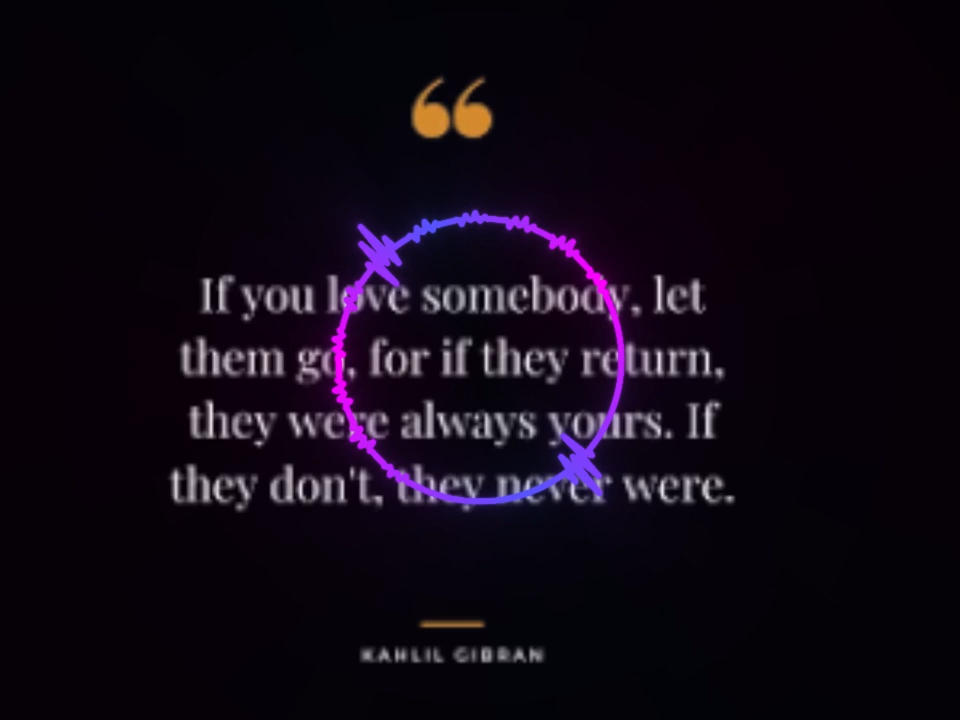 “
If you love somebody, let
them go, for if they return,
they were always yours. If
they don't, they never were.
KAHLIL GIBRAN